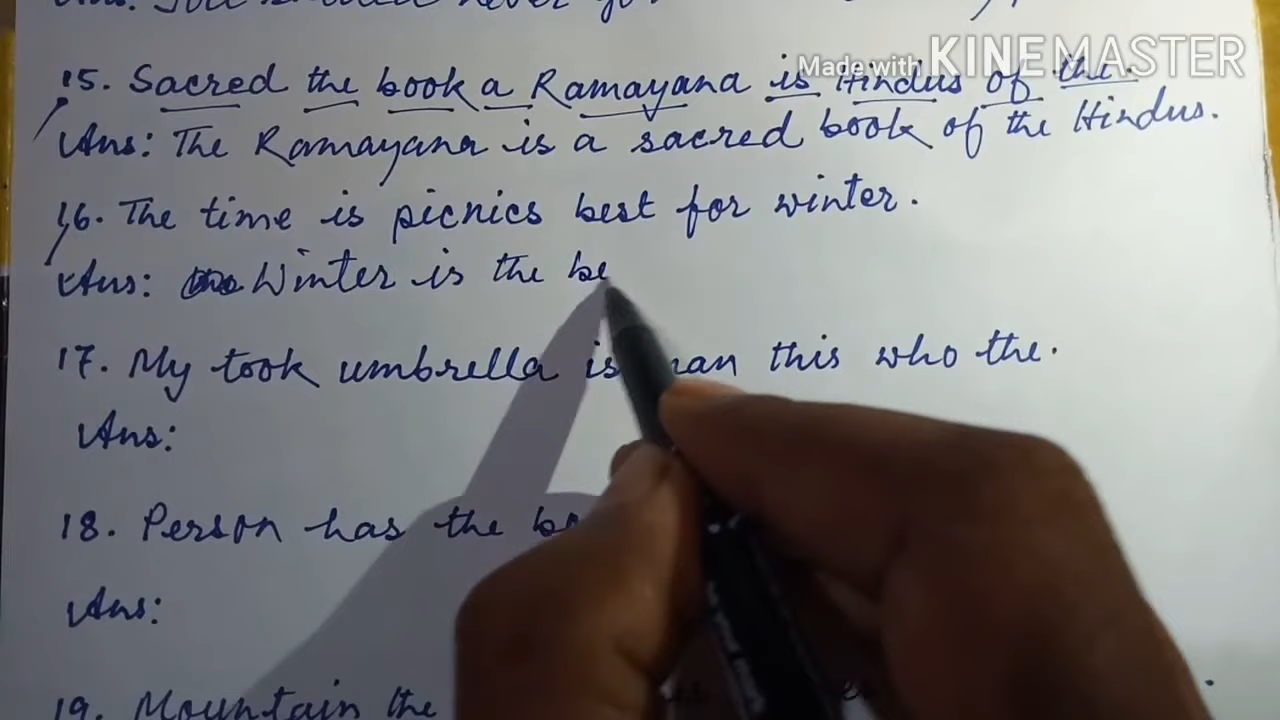 Made with KINEMASTER
15. Sacred the book a Ramayana is Hindus of the.
Ans: The Ramayana is a sacred book of the Hindus.
16. The time is picnics best for winter.
Ans: Winter is the be
17. My took umbrella is man this who the.
Ans:
18. Person has the
Ans:
19. Mountain the